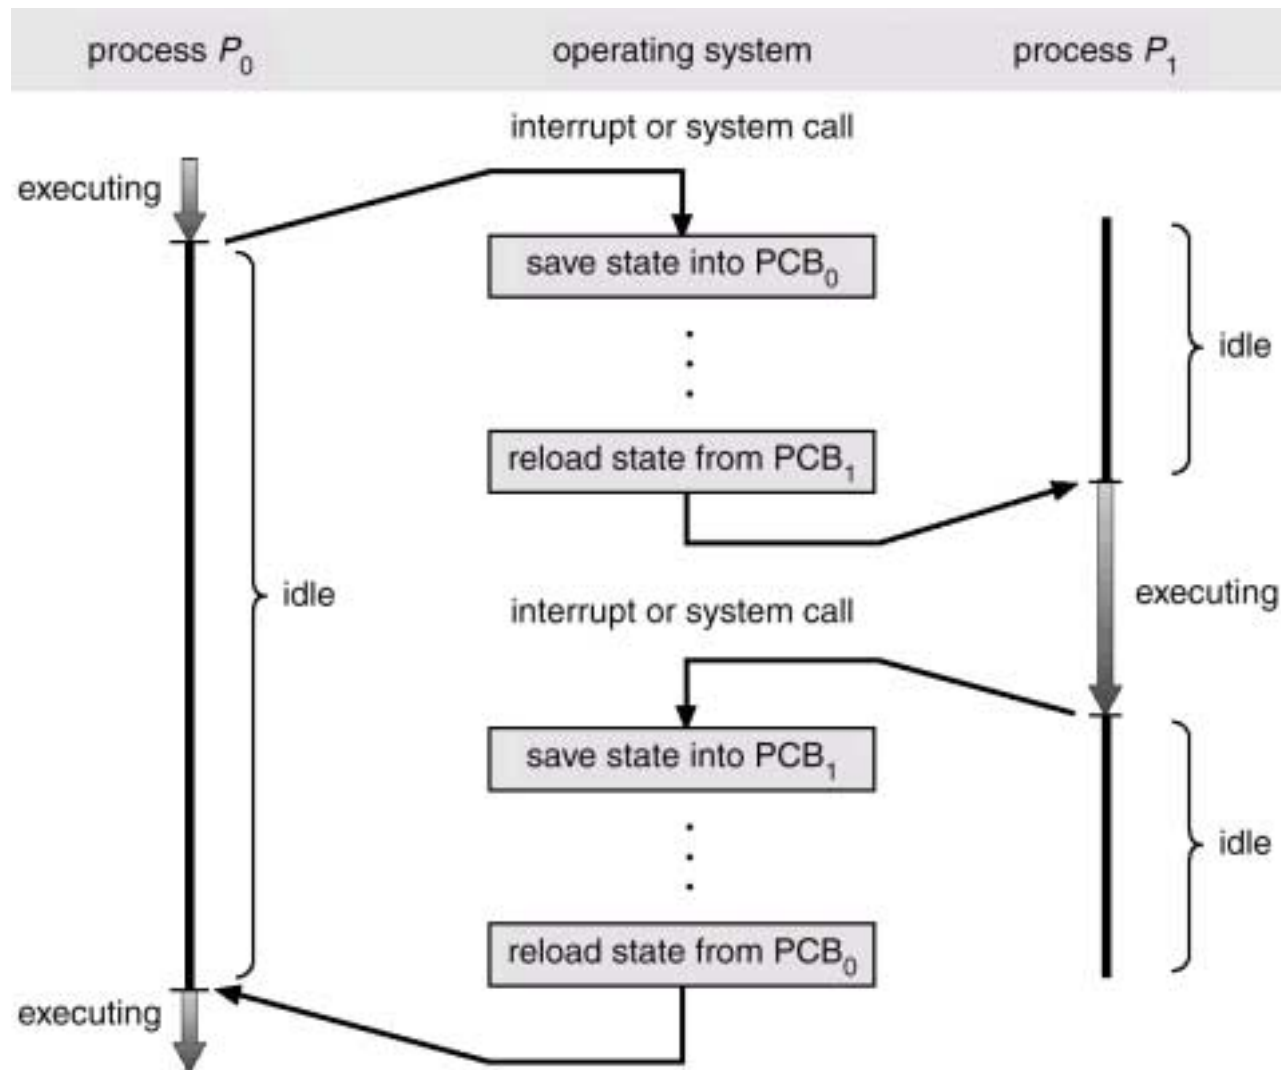 process P0 operating system process P1
interrupt or system call
executing
save state into PCB0
idle
reload state from PCB1
idle
executing
interrupt or system call
save state into PCB1
idle
reload state from PCB0
executing